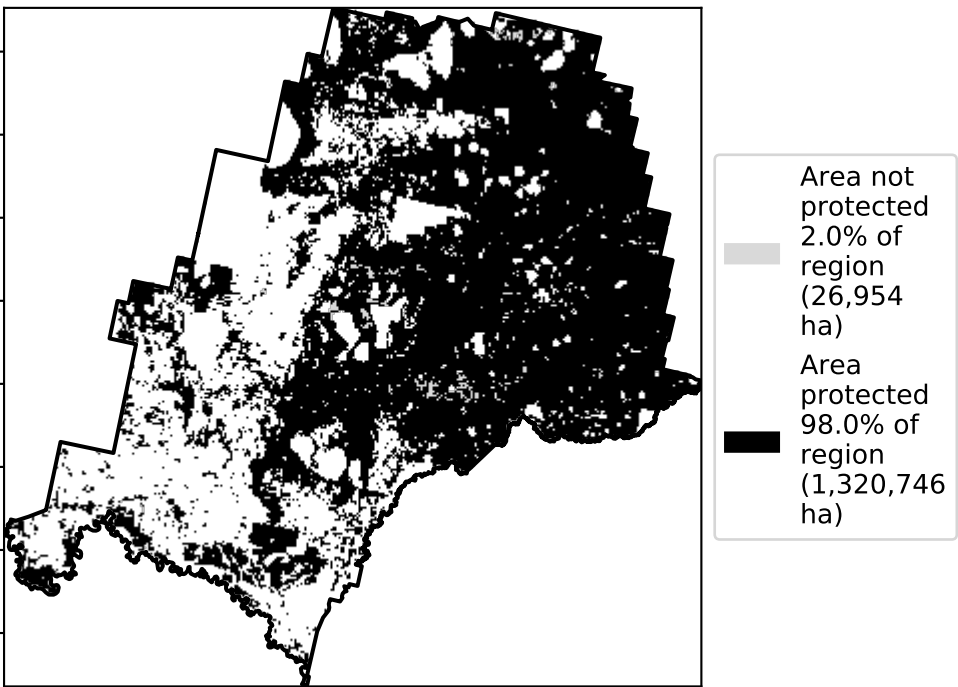 Area not
protected
2.0% of
region
(26,954
ha)
Area
protected
98.0% of
region
(1,320,746
ha)